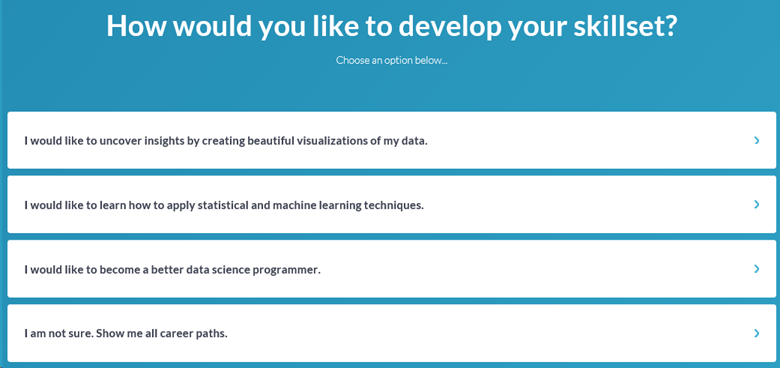 How would you like to develop your skillset?
Choose an option below...
I would like to uncover insights by creating beautiful visualizations of my data.
I would like to learn how to apply statistical and machine learning techniques.
I would like to become a better data science programmer.
I am not sure. Show me all career paths.